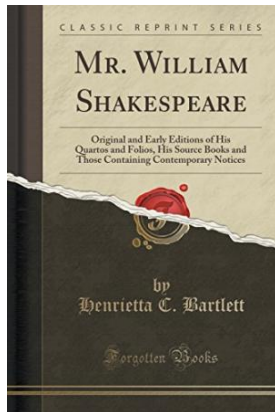 CLASSIC REPRINT SERIES
MR. WILLIAM
SHAKESPEARE
Original and Early Editions of His
Quartos and Folios, His Source Books and
Those Containing Contemporary Notices
by
Henrietta C. Bartlett
Forgotten Books